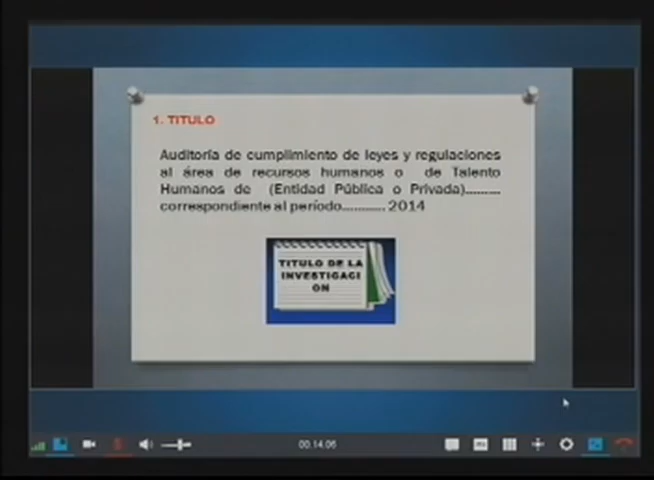 1. TITULO
Auditoría de cumplimiento de leyes y regulaciones
al área de recursos humanos o de Talento
Humanos de (Entidad Pública o Privada).........
correspondiente al período............ 2014
TITULO DE LA
INVESTIGACI
ON
00:14:06